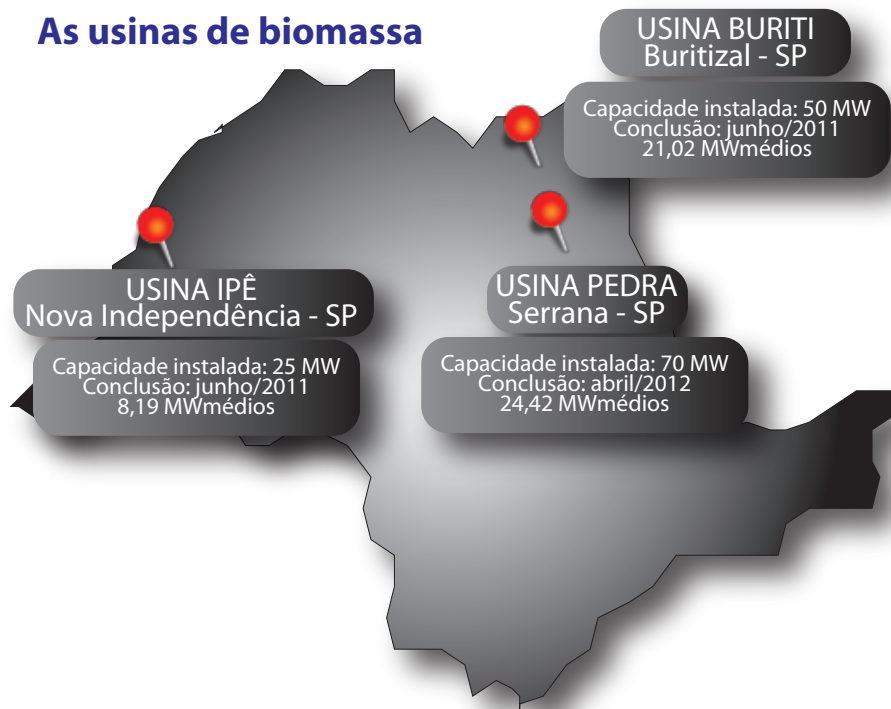 As usinas de biomassa
USINA BURITI
Buritizal - SP
Capacidade instalada: 50 MW
Conclusão: junho/2011
21,02 MWmédios
USINA IPÊ
Nova Independência - SP
Capacidade instalada: 25 MW
Conclusão: junho/2011
8,19 MWmédios
USINA PEDRA
Serrana - SP
Capacidade instalada: 70 MW
Conclusão: abril/2012
24,42 MWmédios